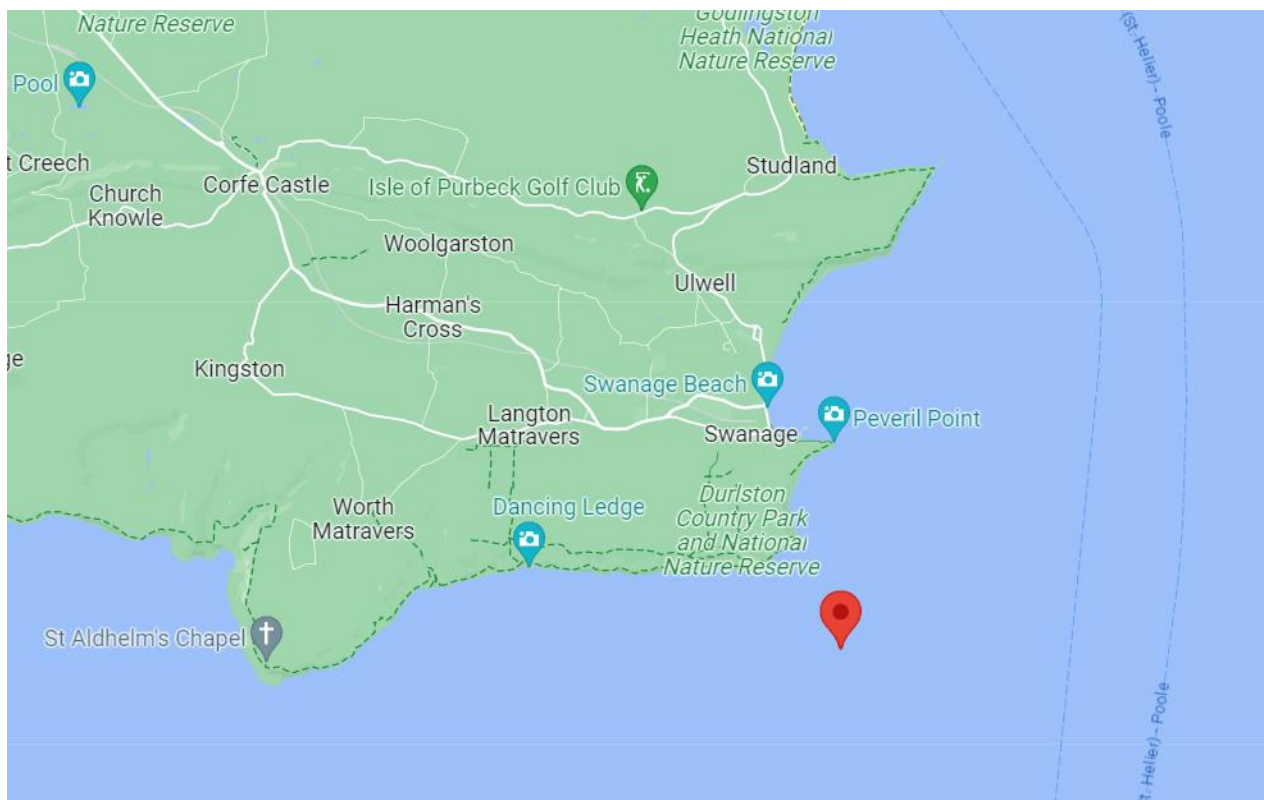 Nature Reserve
Godlingston
Heath National
Nature Reserve
(St. Helier) - Poole
Pool
t Creech
Church
Knowle
Corfe Castle
Isle of Purbeck Golf Club
Studland
Woolgarston
Ulwell
Harman's
Cross
ge
Kingston
Swanage Beach
Langton
Matravers
Swanage
Peveril Point
Worth
Matravers
Dancing Ledge
Durlston
Country Park
and National
Nature Reserve
St Aldhelm's Chapel
t. Helier) - Poole